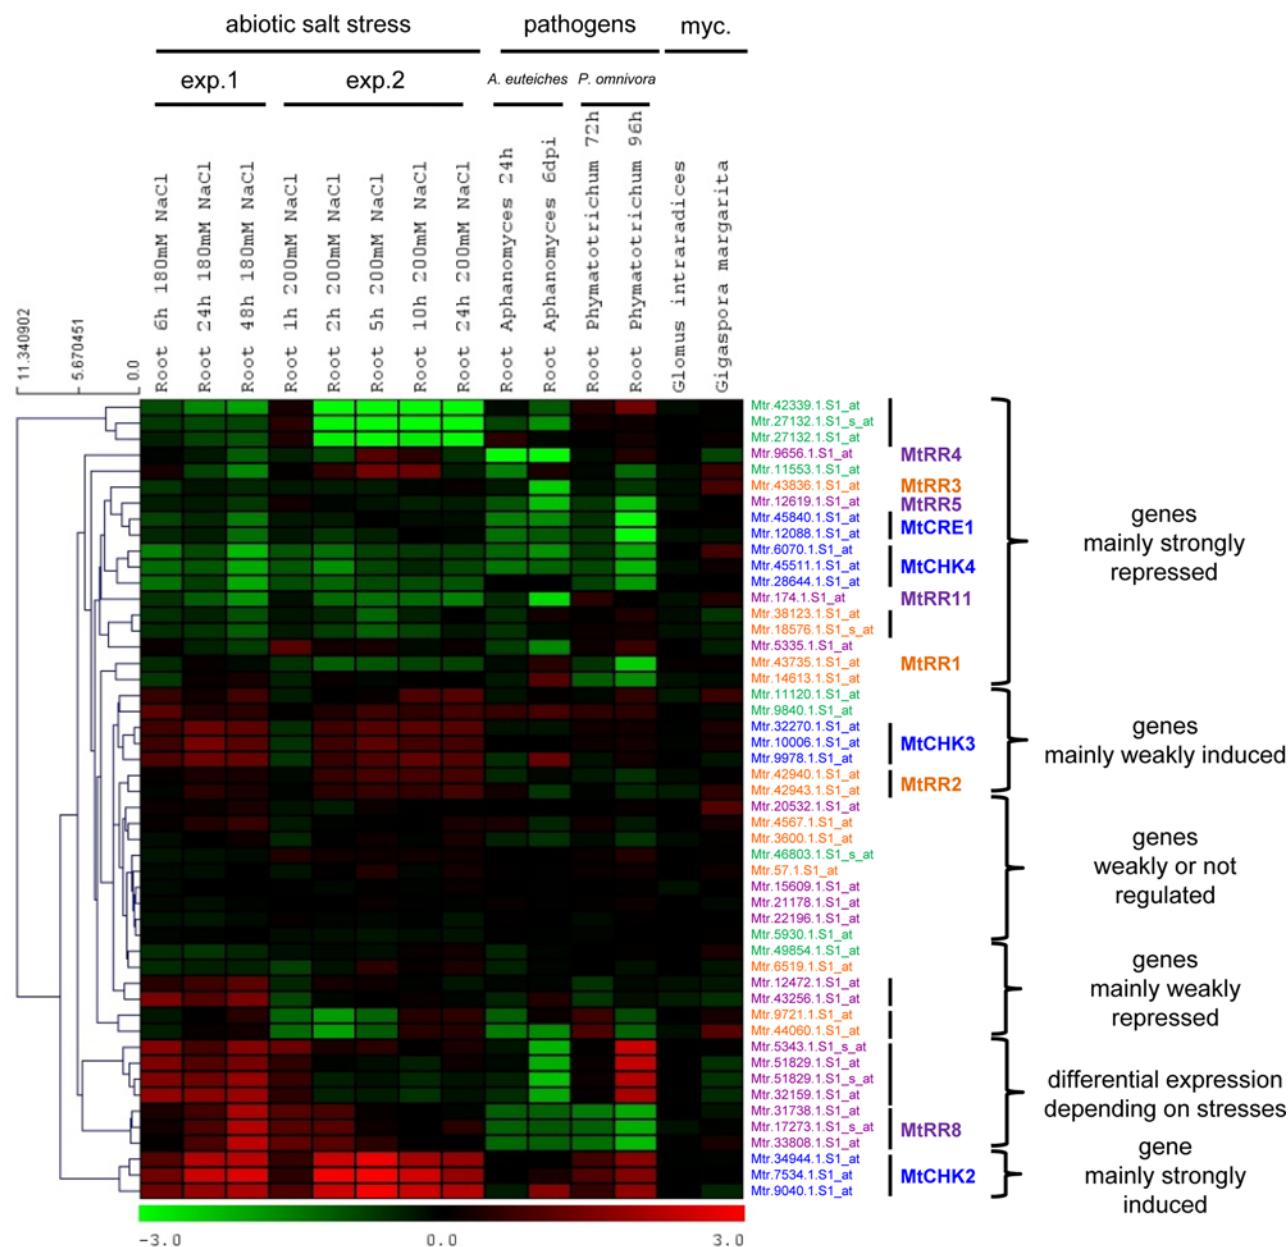 abiotic salt stress
pathogens
myc.
exp.1
exp.2
A. euteiches
P. omnivora
11.340902
5.670451
0.0
Root 6h 180mM NaCl
Root 24h 180mM NaCl
Root 48h 180mM NaCl
Root 1h 200mM NaCl
Root 2h 200mM NaCl
Root 5h 200mM NaCl
Root 10h 200mM NaCl
Root 24h 200mM NaCl
Root Aphanomyces 24h
Root Aphanomyces 6dpi
Root Phymatotrichum 72h
Root Phymatotrichum 96h
Glomus intraradices
Gigaspora margarita
Mtr.42339.1.S1_at
Mtr.27132.1.S1_s_at
Mtr.27132.1.S1_at
Mtr.9656.1.S1_at
Mtr.11553.1.S1_at
Mtr.43836.1.S1_at
Mtr.12619.1.S1_at
Mtr.45840.1.S1_at
Mtr.12088.1.S1_at
Mtr.6070.1.S1_at
Mtr.45511.1.S1_at
Mtr.28644.1.S1_at
Mtr.174.1.S1_at
Mtr.38123.1.S1_at
Mtr.18576.1.S1_s_at
Mtr.5335.1.S1_at
Mtr.43735.1.S1_at
Mtr.14613.1.S1_at
Mtr.11120.1.S1_at
Mtr.9840.1.S1_at
Mtr.32270.1.S1_at
Mtr.10006.1.S1_at
Mtr.9978.1.S1_at
Mtr.42940.1.S1_at
Mtr.42943.1.S1_at
Mtr.20532.1.S1_at
Mtr.4567.1.S1_at
Mtr.3600.1.S1_at
Mtr.46803.1.S1_s_at
Mtr.57.1.S1_at
Mtr.15609.1.S1_at
Mtr.21178.1.S1_at
Mtr.22196.1.S1_at
Mtr.5930.1.S1_at
Mtr.49854.1.S1_at
Mtr.6519.1.S1_at
Mtr.12472.1.S1_at
Mtr.43256.1.S1_at
Mtr.9721.1.S1_at
Mtr.44060.1.S1_at
Mtr.5343.1.S1_s_at
Mtr.51829.1.S1_at
Mtr.51829.1.S1_s_at
Mtr.32159.1.S1_at
Mtr.31738.1.S1_at
Mtr.17273.1.S1_s_at
Mtr.33808.1.S1_at
Mtr.34944.1.S1_at
Mtr.7534.1.S1_at
Mtr.9040.1.S1_at
MtRR4
MtRR3
MtRR5
MtCRE1
MtCHK4
MtRR11
MtRR1
MtCHK3
MtRR2
MtRR8
MtCHK2
genes
mainly strongly
repressed
genes
mainly weakly induced
genes
weakly or not
regulated
genes
mainly weakly
repressed
differential expression
depending on stresses
gene
mainly strongly
induced
-3.0
0.0
3.0